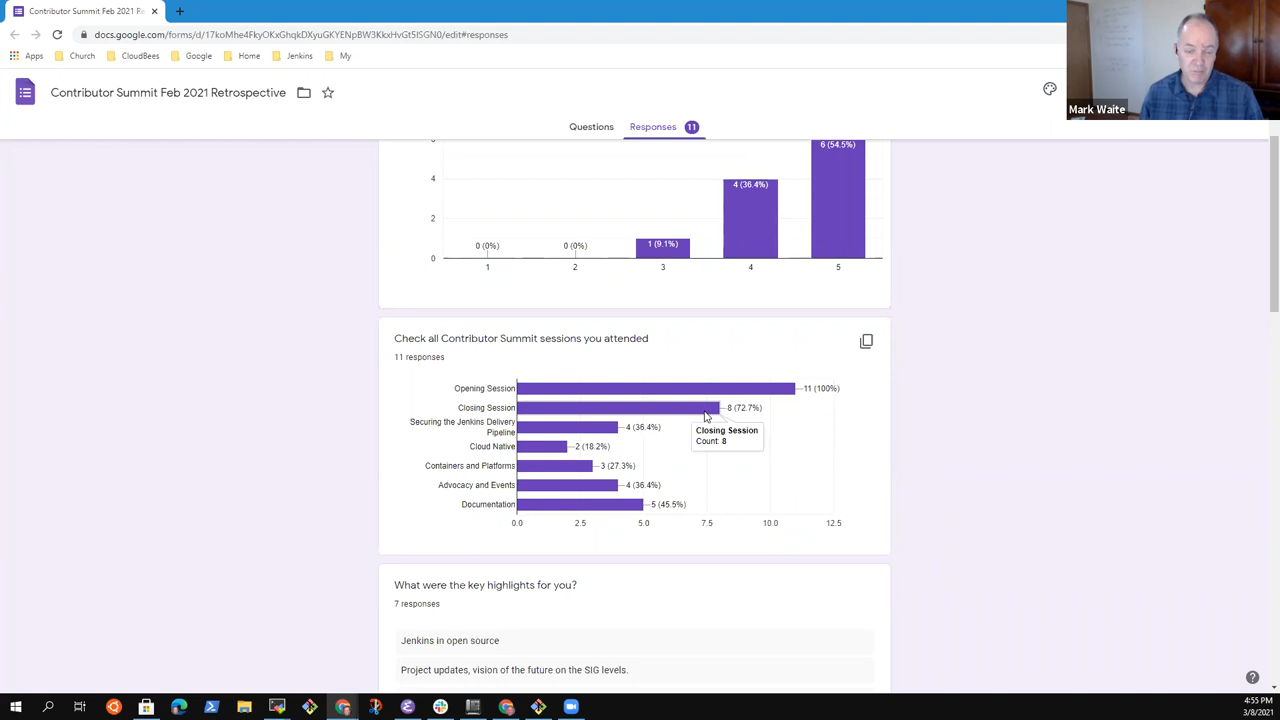 Contributor Summit Feb 2021 Re
docs.google.com/forms/d/17koMhe4FkyOKxGhqkDXyuGKYENpBW3KkxHvGt5ISGN0/edit#responses
Apps Church CloudBees Google Home Jenkins My
Contributor Summit Feb 2021 Retrospective
Mark Waite
Questions Responses 11
6 (54.5%)
4
4 (36.4%)
2
0 (0%) 0 (0%) 1 (9.1%)
0
1 2 3 4 5
Check all Contributor Summit sessions you attended
11 responses
Opening Session 11 (100%)
Closing Session 8 (72.7%)
Securing the Jenkins Delivery
Pipeline 4 (36.4%)
Closing Session
Count: 8
Cloud Native 2 (18.2%)
Containers and Platforms 3 (27.3%)
Advocacy and Events 4 (36.4%)
Documentation 5 (45.5%)
0.0 2.5 5.0 7.5 10.0 12.5
What were the key highlights for you?
7 responses
Jenkins in open source
Project updates, vision of the future on the SIG levels.
4:55 PM
3/8/2021